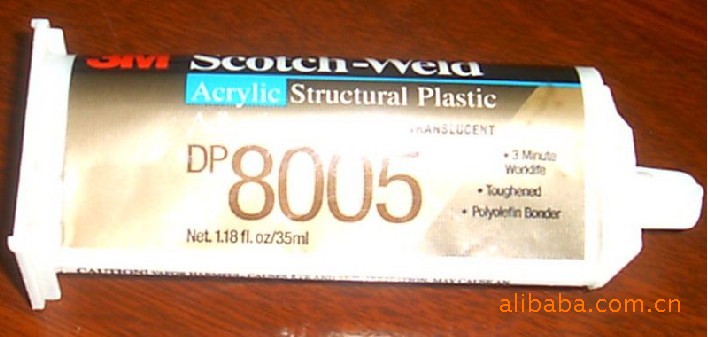 3M Scotch-Weld
Acrylic Structural Plastic
TRANSLUCENT
DP 8005
• 3 Minute
Worklife
• Toughened
• Polyolefin Bonder
Net. 1.18 fl. oz/35ml
CAUTION!
alibaba.com.cn